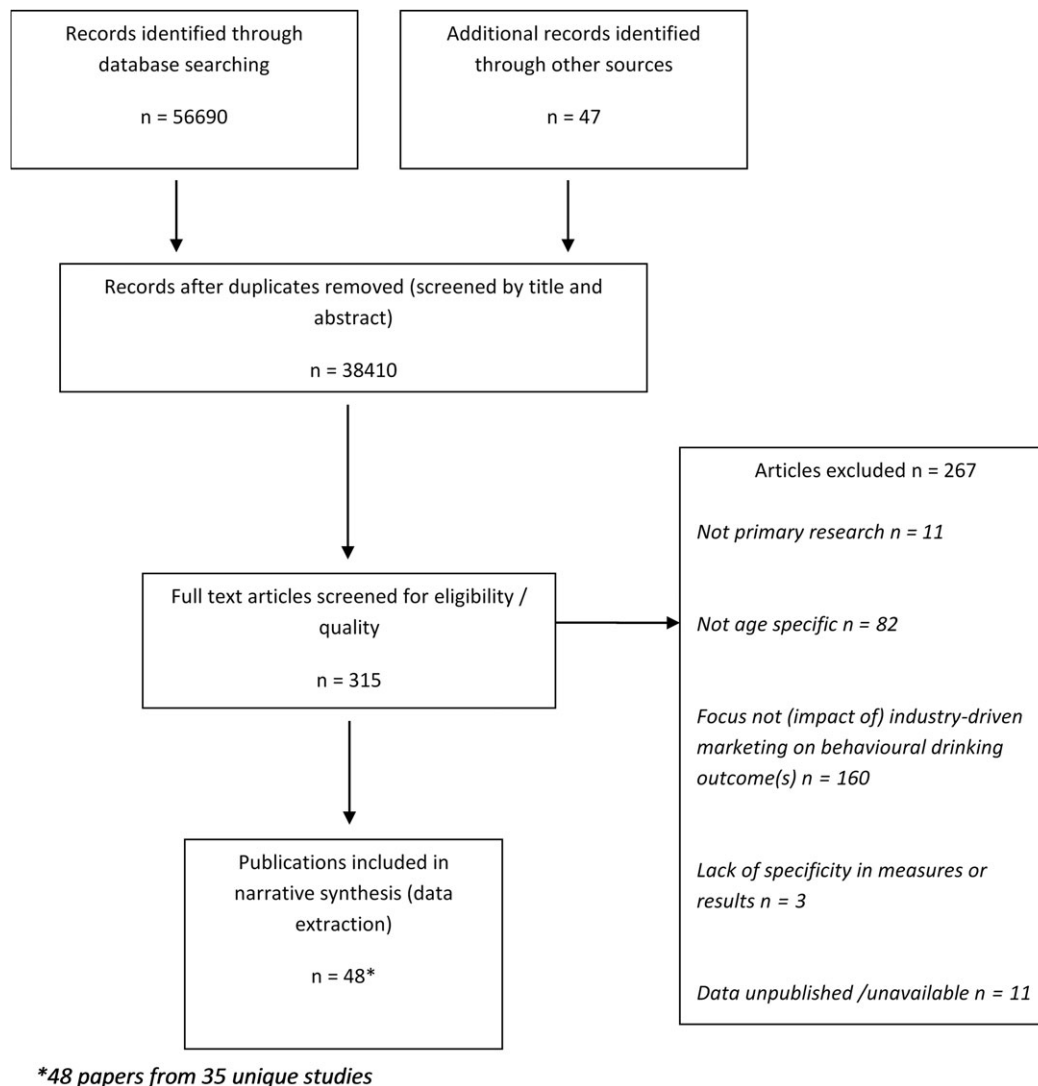 Records identified through
database searching
n = 56690
Additional records identified
through other sources
n = 47
Records after duplicates removed (screened by title and
abstract)
n = 38410
Full text articles screened for eligibility /
quality
n = 315
Articles excluded n = 267
Not primary research n = 11
Not age specific n = 82
Focus not (impact of) industry-driven
marketing on behavioural drinking
outcome(s) n = 160
Lack of specificity in measures or
results n = 3
Data unpublished /unavailable n = 11
Publications included in
narrative synthesis (data
extraction)
n = 48*
*48 papers from 35 unique studies